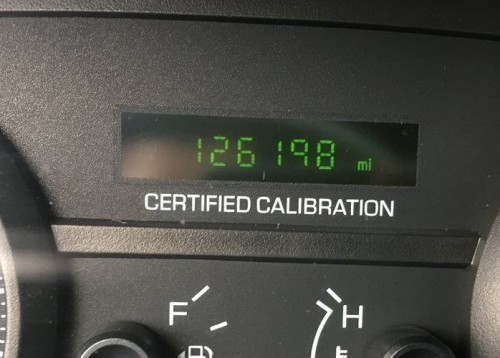 126198 mi
CERTIFIED CALIBRATION
F H